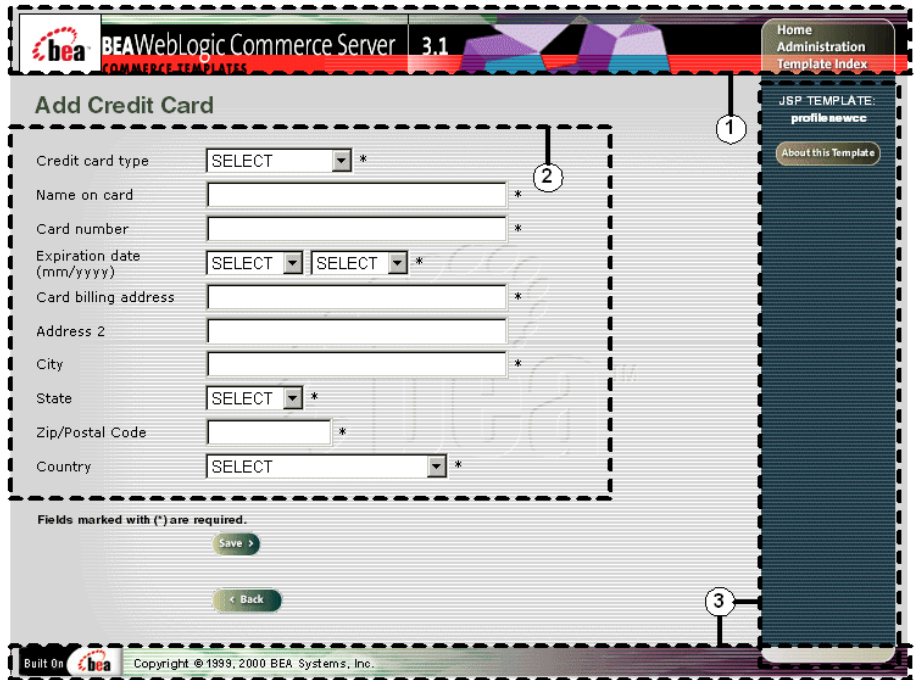 bea BEAWebLogic Commerce Server 3.1
COMMERCE TEMPLATES
Home
Administration
Template Index
1
Add Credit Card
JSP TEMPLATE:
profilenewcc
About this Template
2
Credit card type SELECT *
Name on card *
Card number *
Expiration date
(mm/yyyy) SELECT SELECT *
Card billing address *
Address 2
City *
State SELECT *
Zip/Postal Code *
Country SELECT *
bea TM
Fields marked with (*) are required.
Save >
< Back
3
Built On bea Copyright © 1999, 2000 BEA Systems, Inc.